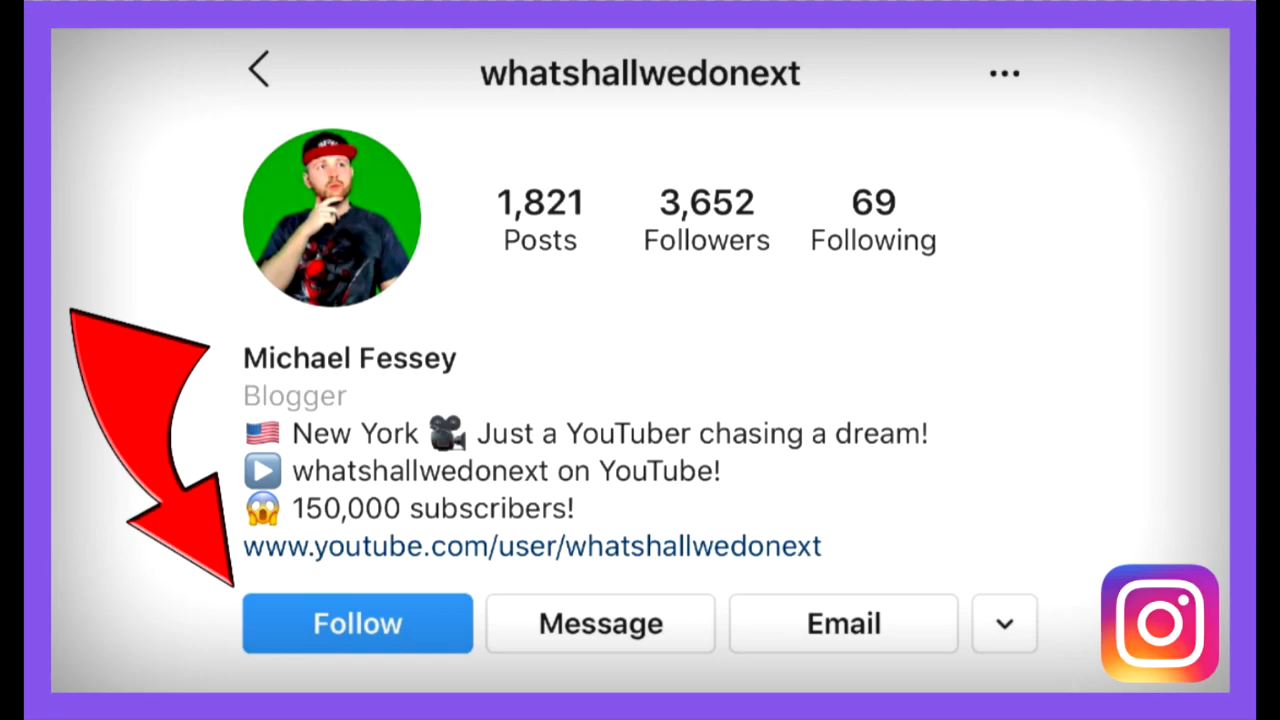 whatshallwedonext
1,821 3,652 69
Posts Followers Following
Michael Fessey
Blogger
New York Just a YouTuber chasing a dream!
whatshallwedonext on YouTube!
150,000 subscribers!
www.youtube.com/user/whatshallwedonext
Follow Message Email